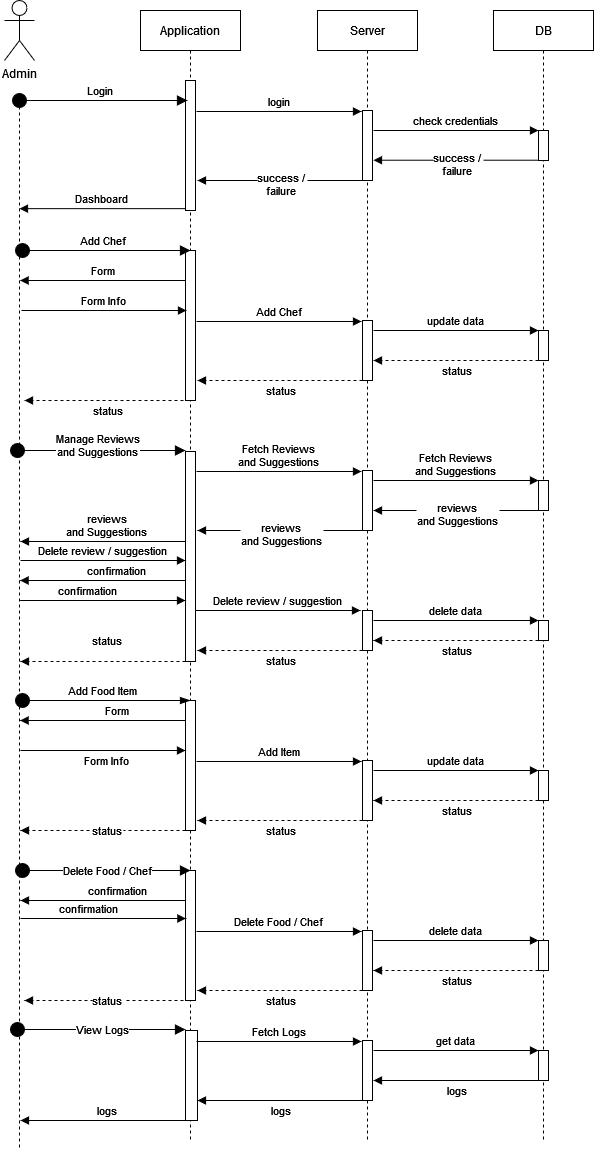 Application
Server
DB
Admin
Login
login
check credentials
success /
failure
success /
failure
Dashboard
Add Chef
Form
Form Info
Add Chef
update data
status
status
status
Manage Reviews
and Suggestions
Fetch Reviews
and Suggestions
Fetch Reviews
and Suggestions
reviews
and Suggestions
reviews
and Suggestions
reviews
and Suggestions
Delete review / suggestion
confirmation
confirmation
Delete review / suggestion
delete data
status
status
status
Add Food Item
Form
Form Info
Add Item
update data
status
status
status
Delete Food / Chef
confirmation
confirmation
Delete Food / Chef
delete data
status
status
status
View Logs
Fetch Logs
get data
logs
logs
logs